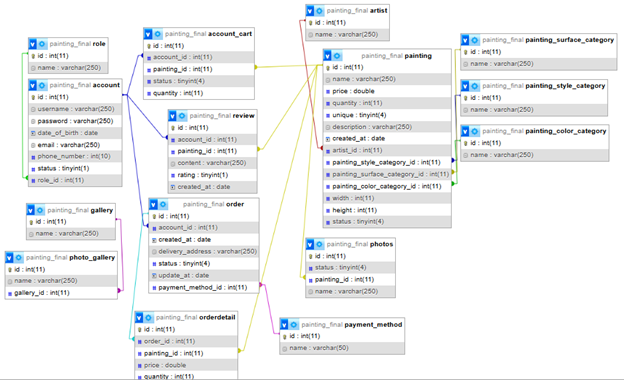 painting_final role
id : int(11)
name : varchar(250)
painting_final account
id : int(11)
username : varchar(250)
password : varchar(250)
date_of_birth : date
email : varchar(250)
phone_number : int(10)
status : tinyint(1)
role_id : int(11)
painting_final gallery
id : int(11)
name : varchar(250)
painting_final photo_gallery
id : int(11)
name : varchar(250)
gallery_id : int(11)
painting_final account_cart
id : int(11)
account_id : int(11)
painting_id : int(11)
status : tinyint(4)
quantity : int(11)
painting_final review
id : int(11)
account_id : int(11)
painting_id : int(11)
content : varchar(250)
rating : tinyint(1)
created_at : date
painting_final order
id : int(11)
account_id : int(11)
created_at : date
delivery_address : varchar(250)
status : tinyint(4)
update_at : date
payment_method_id : int(11)
painting_final orderdetail
id : int(11)
order_id : int(11)
painting_id : int(11)
price : double
quantity : int(11)
painting_final artist
id : int(11)
name : varchar(250)
painting_final painting
id : int(11)
name : varchar(250)
price : double
quantity : int(11)
unique : tinyint(4)
description : varchar(250)
created_at : date
artist_id : int(11)
painting_style_category_id : int(11)
painting_surface_category_id : int(11)
painting_color_category_id : int(11)
width : int(11)
height : int(11)
status : tinyint(4)
painting_final photos
id : int(11)
status : tinyint(4)
painting_id : int(11)
name : varchar(250)
painting_final payment_method
id : int(11)
name : varchar(50)
painting_final painting_surface_category
id : int(11)
name : varchar(250)
painting_final painting_style_category
id : int(11)
name : varchar(250)
painting_final painting_color_category
id : int(11)
name : varchar(250)